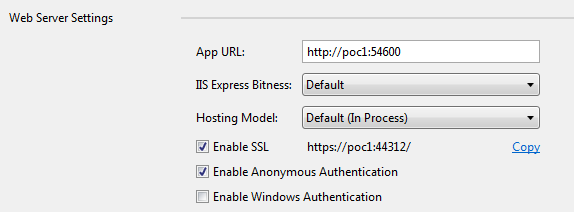 Web Server Settings
App URL: http://poc1:54600
IIS Express Bitness: Default
Hosting Model: Default (In Process)
Enable SSL https://poc1:44312/ Copy
Enable Anonymous Authentication
Enable Windows Authentication